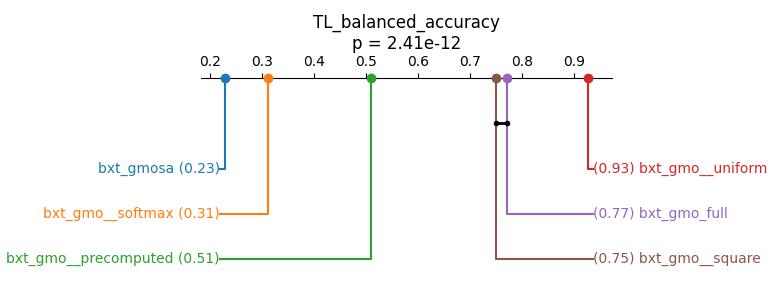 TL_balanced_accuracy
p = 2.41e-12
0.2 0.3 0.4 0.5 0.6 0.7 0.8 0.9
bxt_gmosa (0.23) (0.93) bxt_gmo__uniform
bxt_gmo__softmax (0.31) (0.77) bxt_gmo_full
bxt_gmo__precomputed (0.51) (0.75) bxt_gmo__square